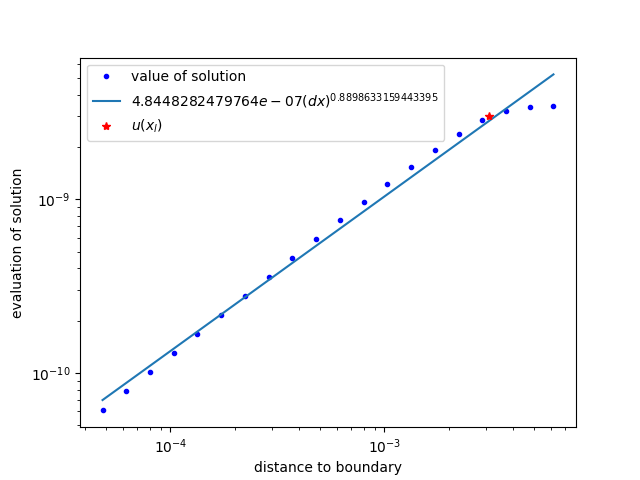 value of solution
4.8448282479764e − 07(dx)^0.8898633159443395
u(x_l)
evaluation of solution
10^−9
10^−10
10^−4
10^−3
distance to boundary